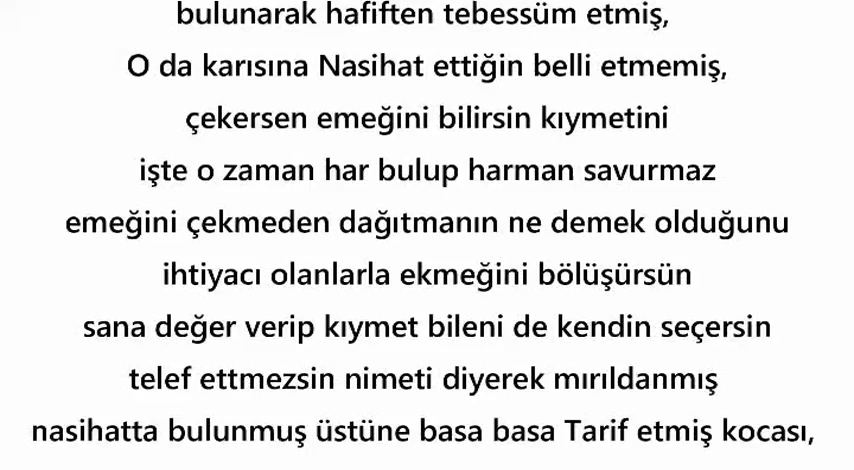 bulunarak hafiften tebessüm etmiş,
O da karısına Nasihat ettiğin belli etmemiş,
çekersen emeğini bilirsin kıymetini
işte o zaman har bulup harman savurmaz
emeğini çekmeden dağıtmanın ne demek olduğunu
ihtiyacı olanlarla ekmeğini bölüşürsün
sana değer verip kıymet bileni de kendin seçersin
telef ettmezsin nimeti diyerek mırıldanmış
nasihatta bulunmuş üstüne basa basa Tarif etmiş kocası,